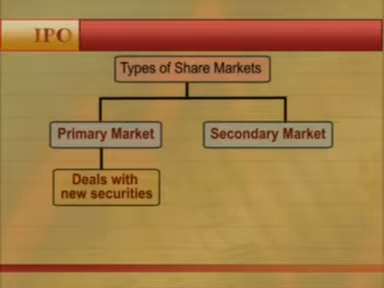 IPO
Types of Share Markets
Primary Market
Secondary Market
Deals with
new securities